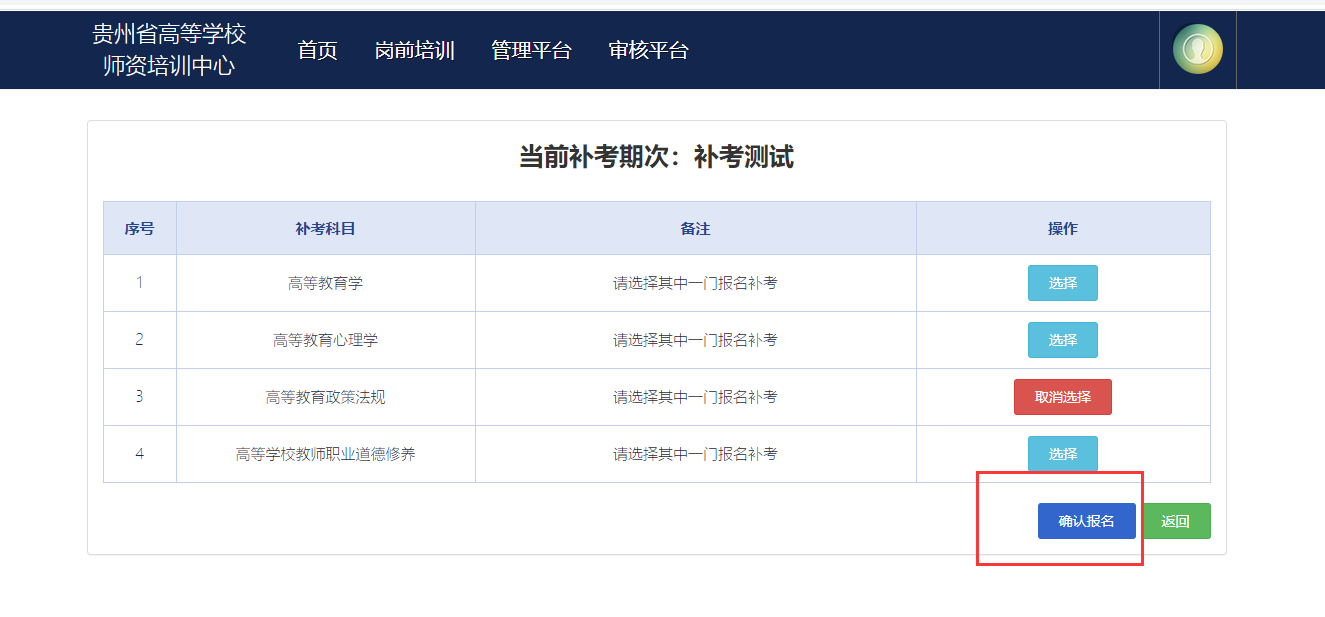 贵州省高等学校
师资培训中心
首页 岗前培训 管理平台 审核平台
当前补考期次：补考测试
序号 补考科目 备注 操作
1 高等教育学 请选择其中一门报名补考 选择
2 高等教育心理学 请选择其中一门报名补考 选择
3 高等教育政策法规 请选择其中一门报名补考 取消选择
4 高等学校教师职业道德修养 请选择其中一门报名补考 选择
确认报名 返回